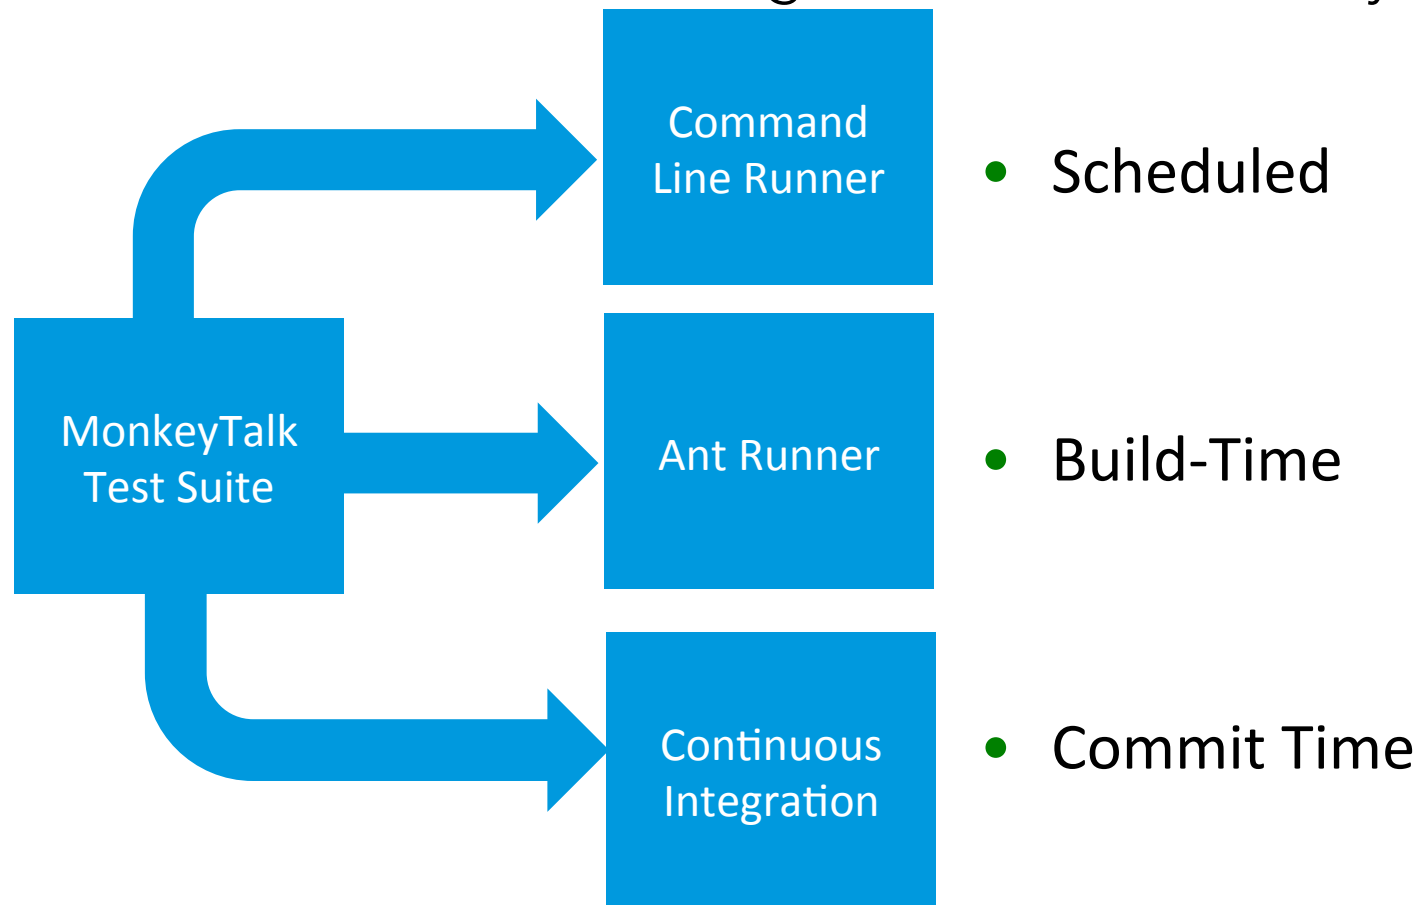 Command
Line Runner
• Scheduled
MonkeyTalk
Test Suite
Ant Runner
• Build-Time
Continuous
Integration
• Commit Time